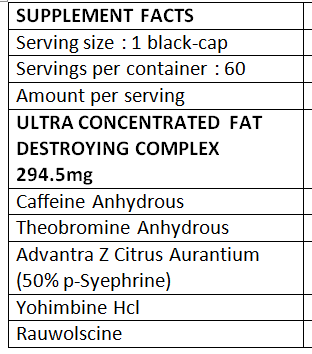 SUPPLEMENT FACTS
Serving size : 1 black-cap
Servings per container : 60
Amount per serving
ULTRA CONCENTRATED FAT
DESTROYING COMPLEX
294.5mg
Caffeine Anhydrous
Theobromine Anhydrous
Advantra Z Citrus Aurantium
(50% p-Syephrine)
Yohimbine Hcl
Rauwolscine